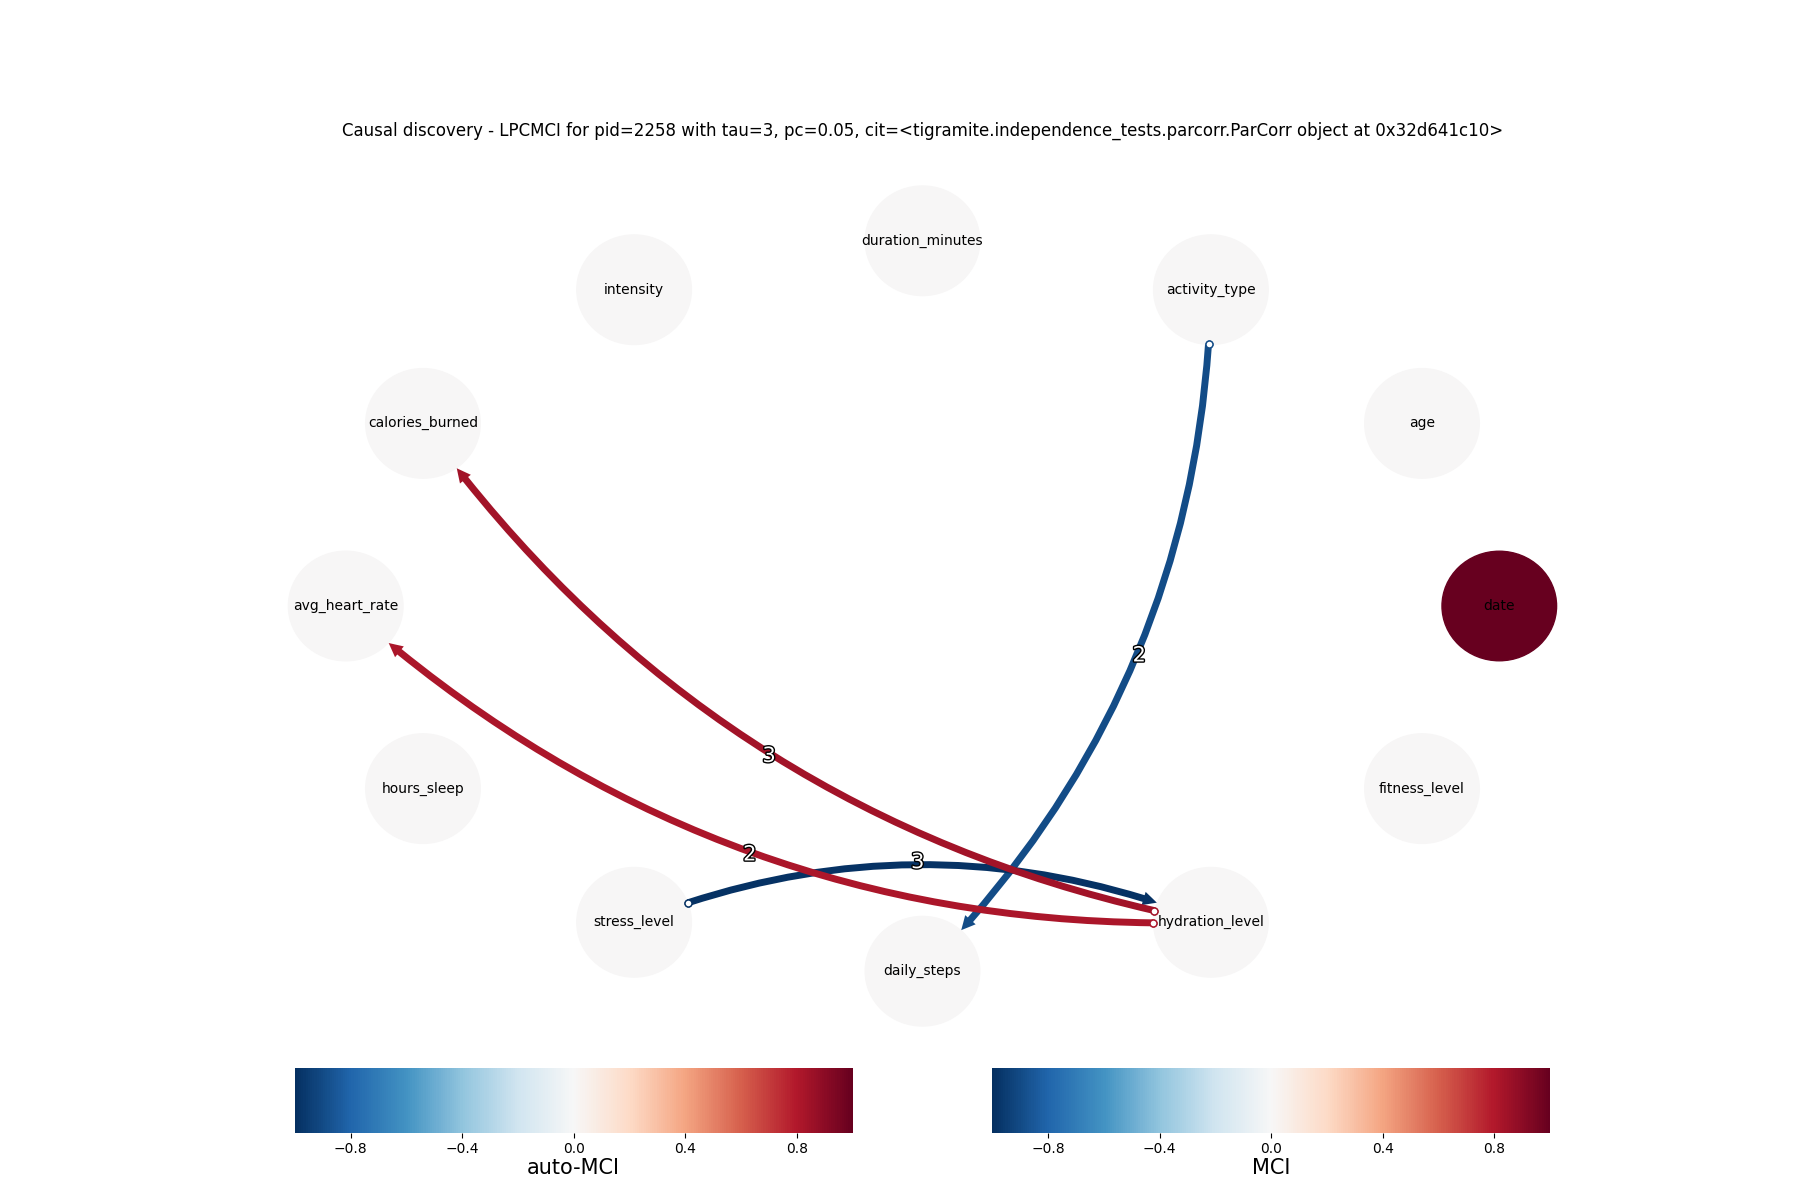 Causal discovery - LPCMCI for pid=2258 with tau=3, pc=0.05, cit=<tigramite.independence_tests.parcorr.ParCorr object at 0x32d641c10>
duration_minutes
intensity
activity_type
calories_burned
age
avg_heart_rate
date
2
3
hours_sleep
fitness_level
2
3
stress_level
hydration_level
daily_steps
−0.8 −0.4 0.0 0.4 0.8
auto-MCI
−0.8 −0.4 0.0 0.4 0.8
MCI